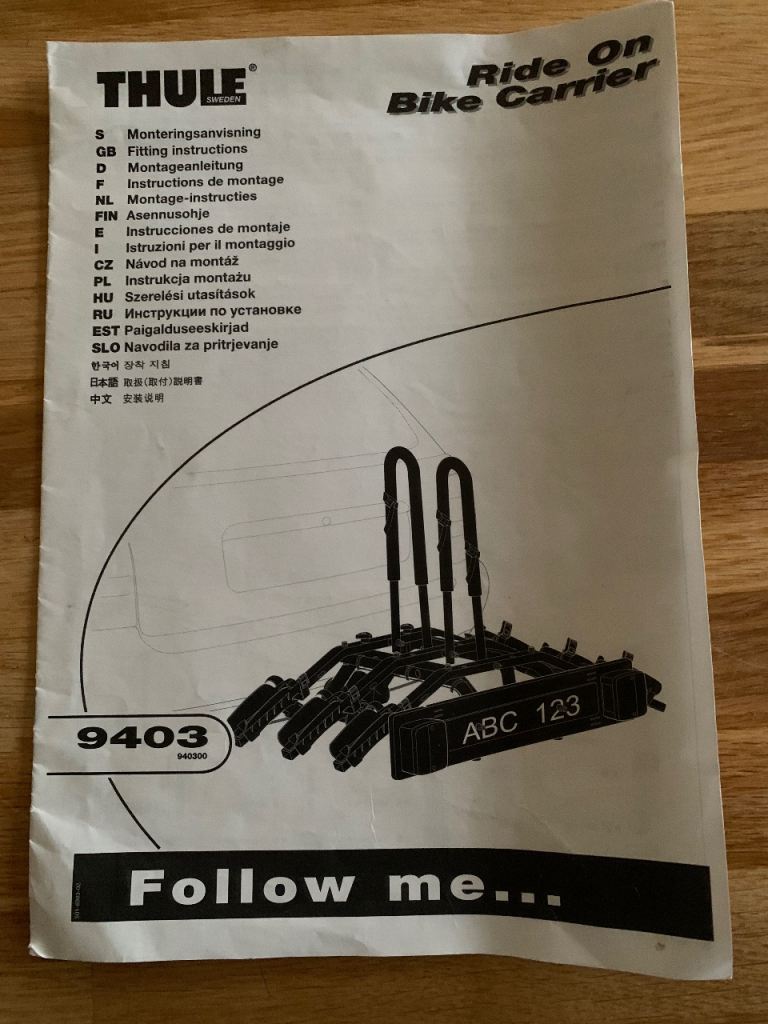 THULE®
SWEDEN
Ride On
Bike Carrier
S Monteringsanvisning
GB Fitting instructions
D Montageanleitung
F Instructions de montage
NL Montage-instructies
FIN Asennusohje
E Instrucciones de montaje
I Istruzioni per il montaggio
CZ Návod na montáž
PL Instrukcja montażu
HU Szerelési utasítások
RU Инструкции по установке
EST Paigalduseeskirjad
SLO Navodila za pritrjevanje
한국어 장착 지침
日本語 取扱(取付)説明書
中文 安装说明
ABC 123
9403
940300
Follow me...